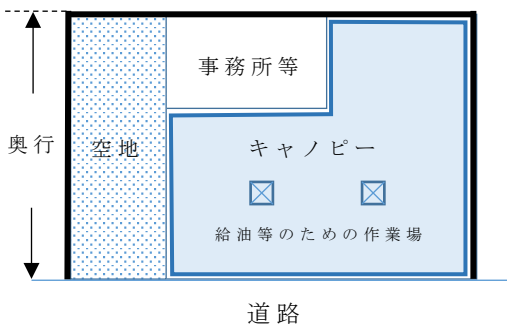 事務所等
奥行
空地
キャノピー
給油等のための作業場
道路